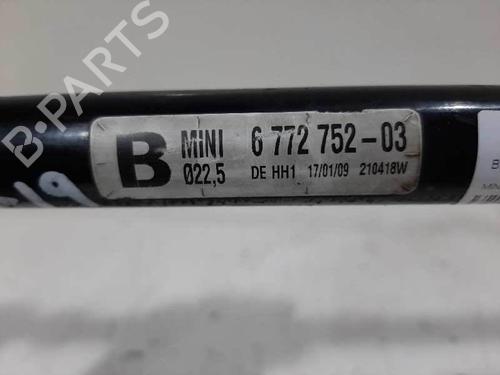 B-PARTS
B MINI 6 772 752-03
Ø22,5 DE HH1 17/01/09 210418W